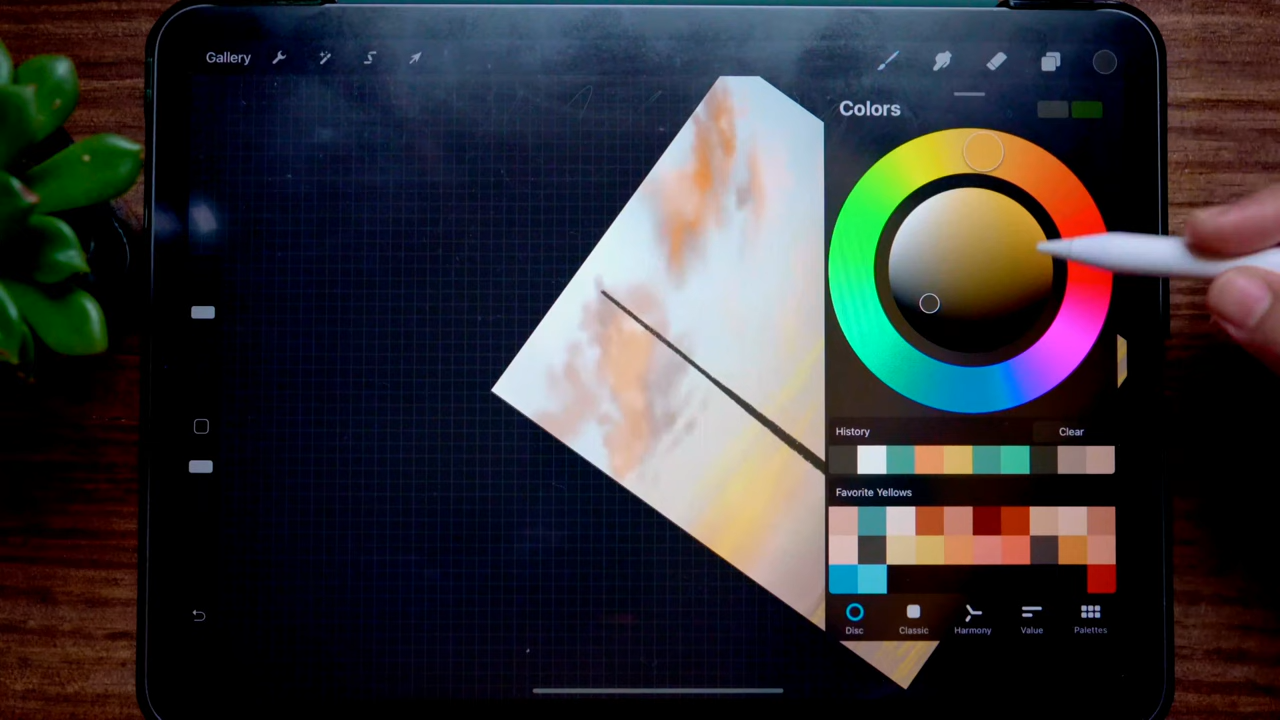 Gallery
Colors
History
Clear
Favorite Yellows
Disc
Classic
Harmony
Value
Palettes